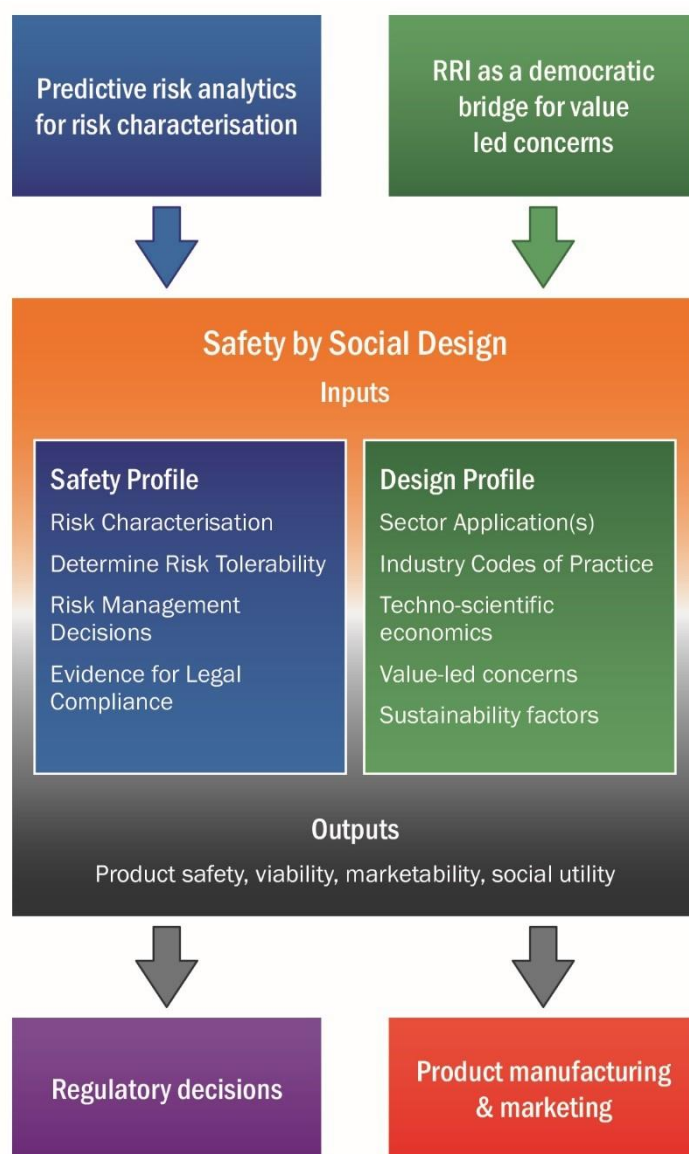 Predictive risk analytics
for risk characterisation
RRI as a democratic
bridge for value
led concerns
Safety by Social Design
Inputs
Safety Profile
Risk Characterisation
Determine Risk Tolerability
Risk Management
Decisions
Evidence for Legal
Compliance
Design Profile
Sector Application(s)
Industry Codes of Practice
Techno-scientific
economics
Value-led concerns
Sustainability factors
Outputs
Product safety, viability, marketability, social utility
Regulatory decisions
Product manufacturing
& marketing